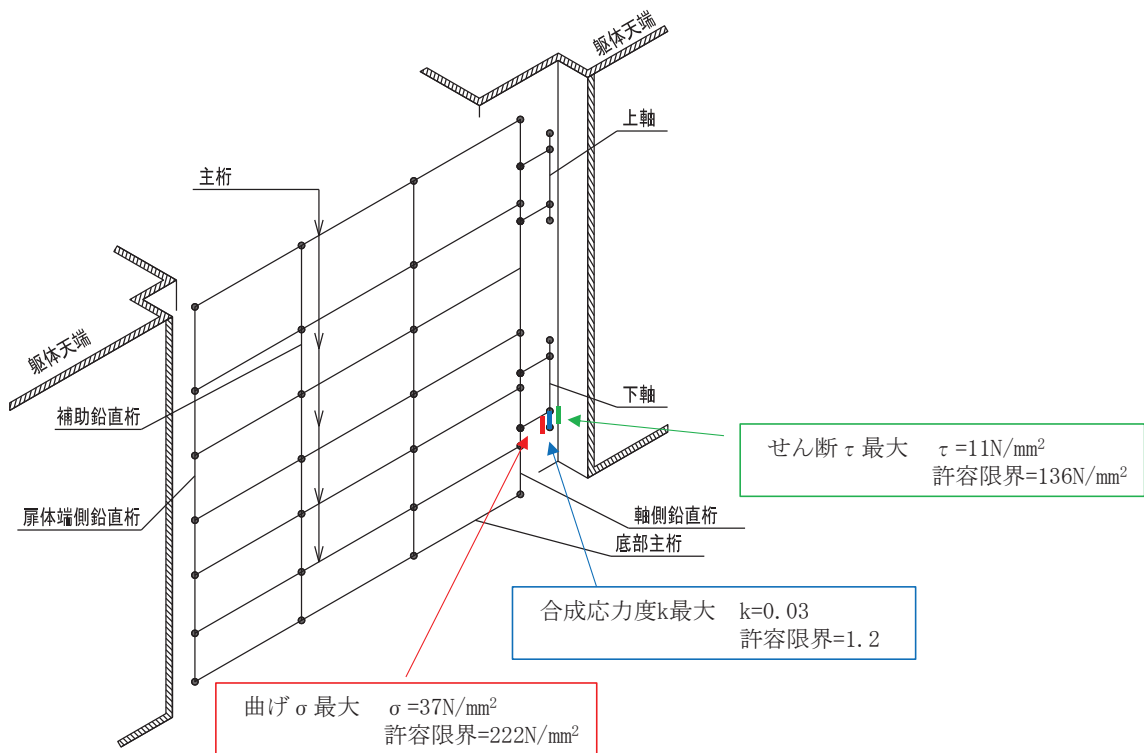 躯体天端
上軸
主桁
躯体天端
補助鉛直桁
下軸
扉体端側鉛直桁
軸側鉛直桁
底部主桁
せん断τ最大 τ=11N/mm²
許容限界=136N/mm²
合成応力度k最大 k=0.03
許容限界=1.2
曲げσ最大 σ=37N/mm²
許容限界=222N/mm²